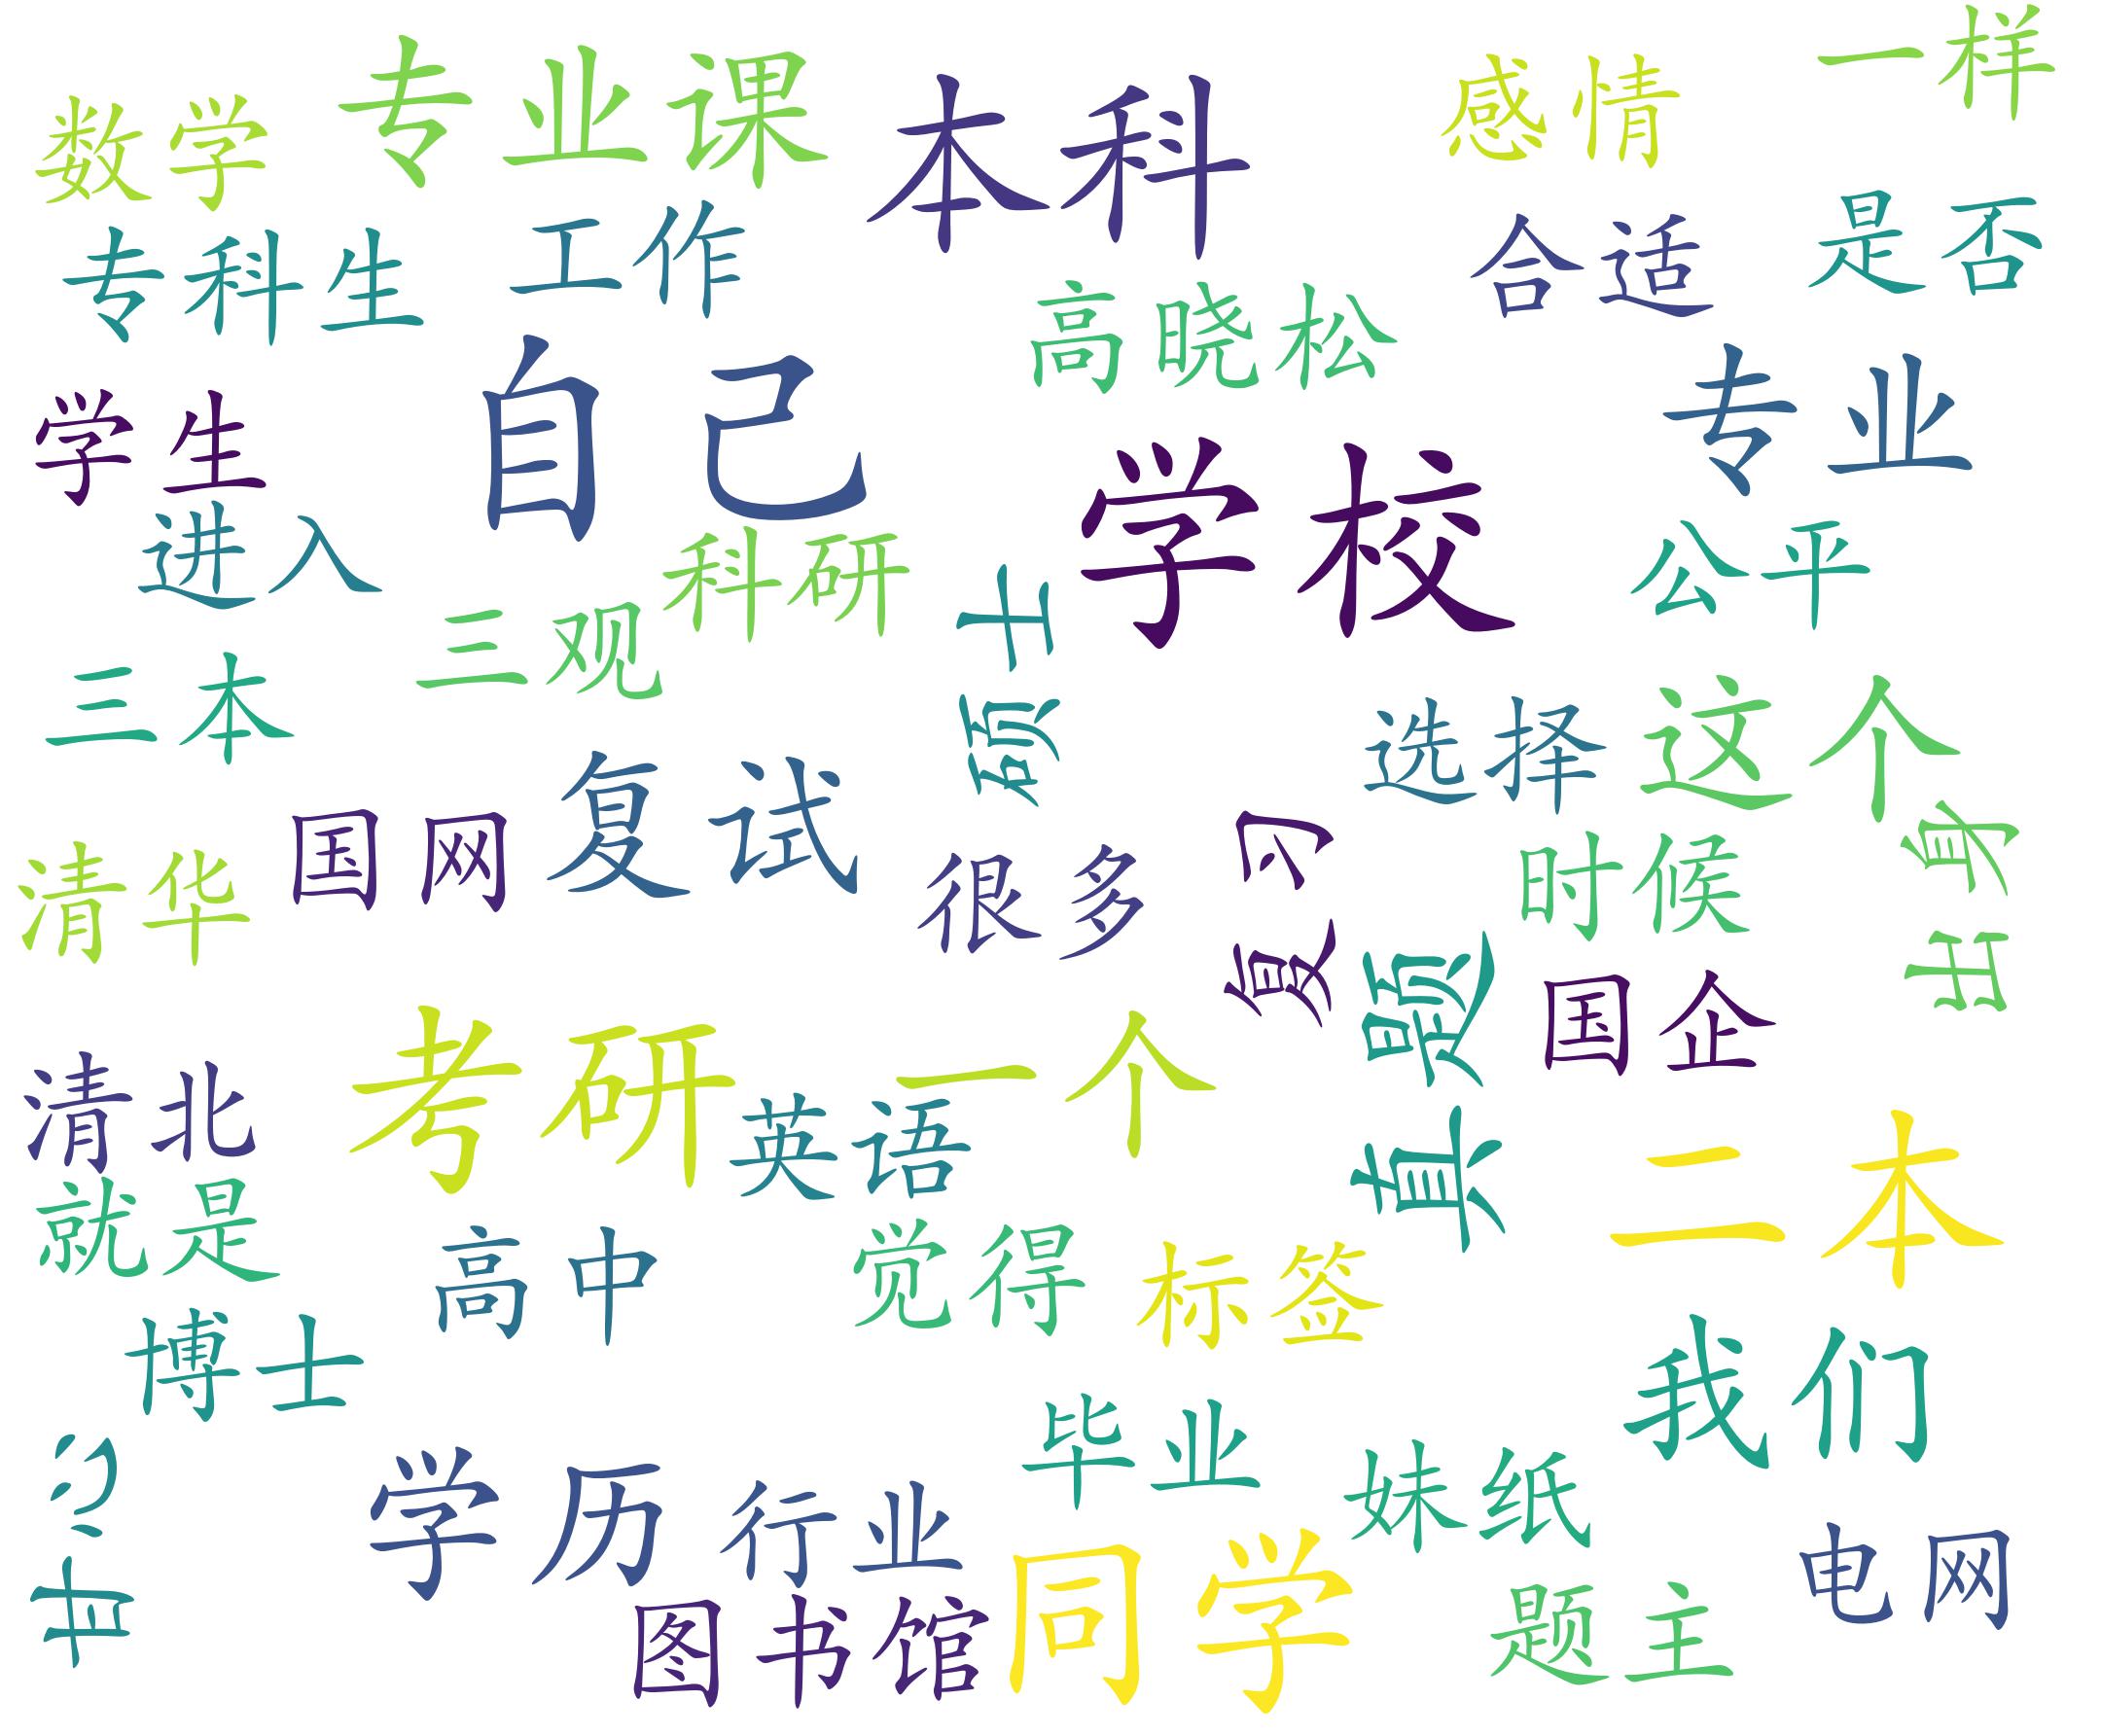 数学
专业课
本科
感情
一样
专科生
工作
合适
是否
高晓松
学生
自己
专业
学校
进入
科研
公平
三观
硕士
三本
选择
这个
国网
复试
清华
很多
复习
时候
出身
国企
考研
一个
真题
清北
英语
二本
就是
高中
觉得
标签
博士
我们
毕业
甘心
学历
行业
妹纸
同学
电网
图书馆
题主